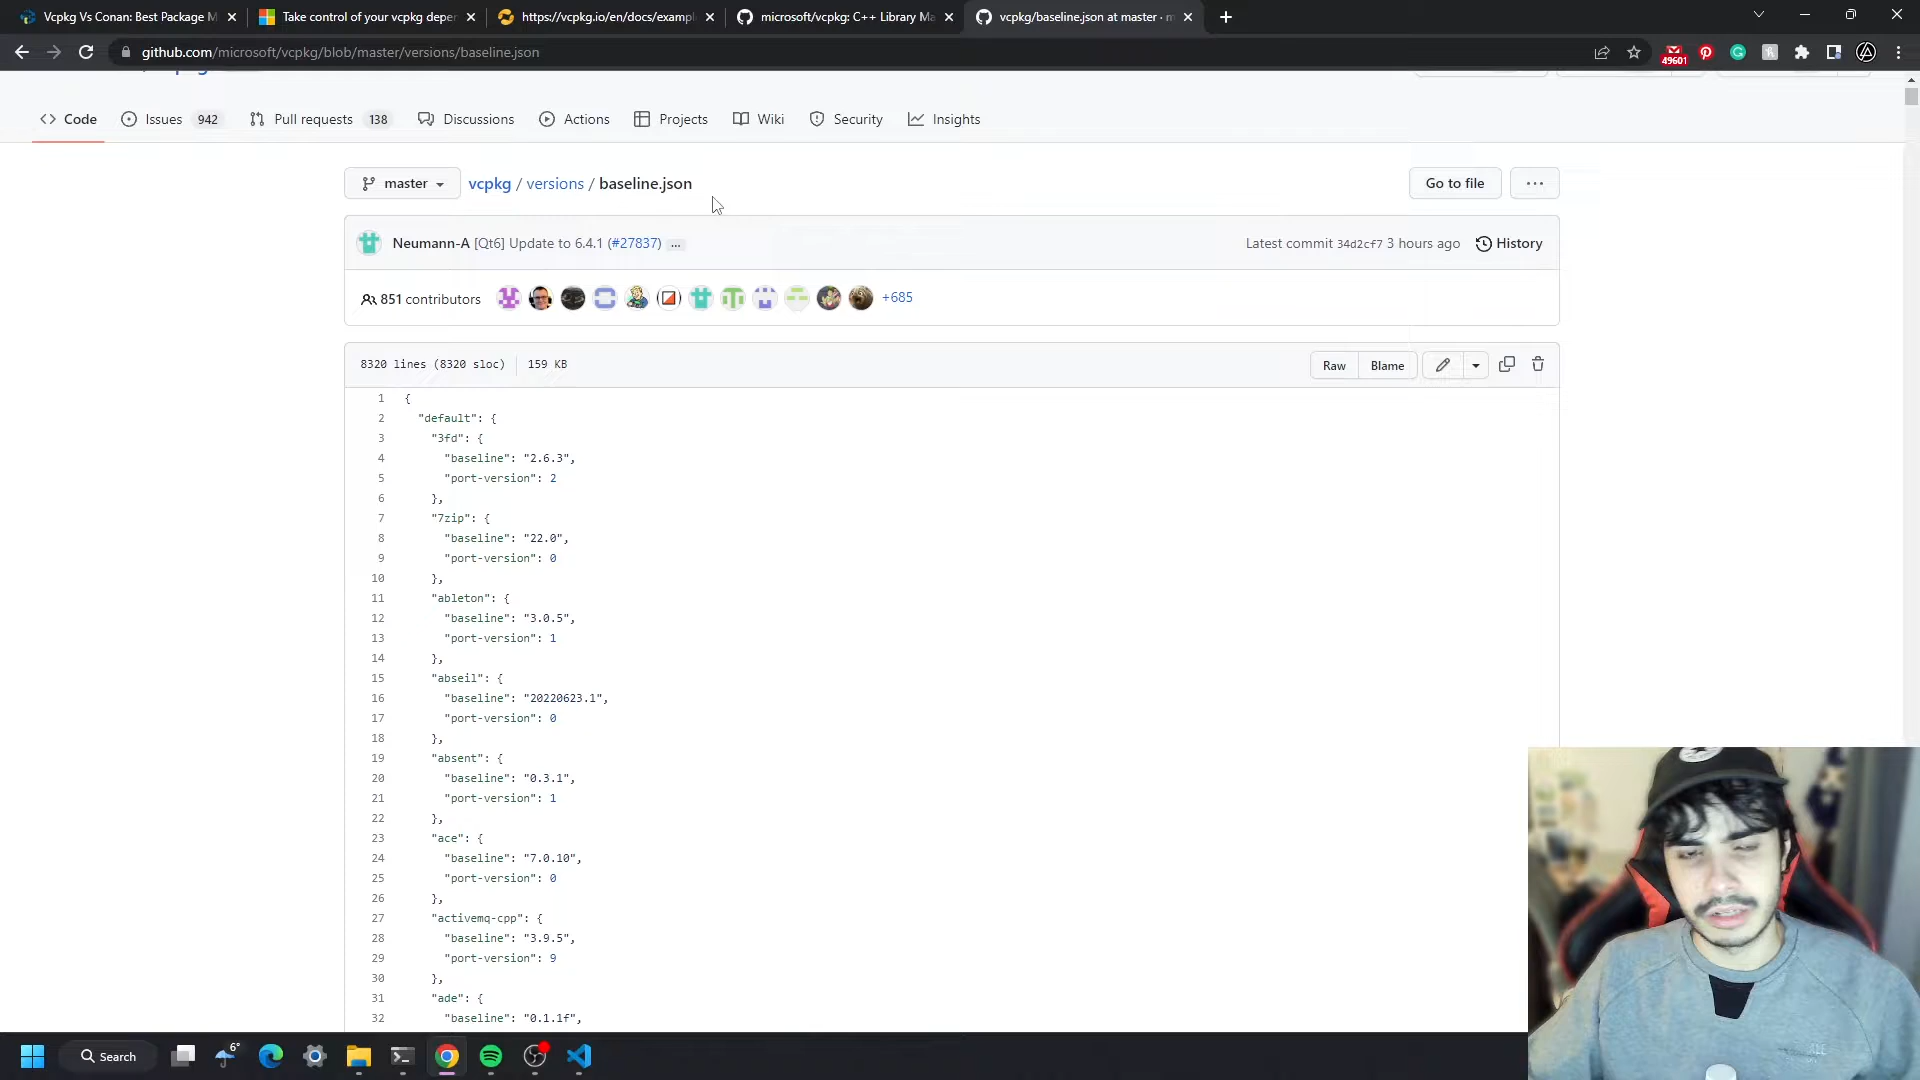 Vcpkg Vs Conan: Best Package M
Take control of your vcpkg deper
https://vcpkg.io/en/docs/exampl
microsoft/vcpkg: C++ Library Ma
vcpkg/baseline.json at master · m
github.com/microsoft/vcpkg/blob/master/versions/baseline.json
49601
Code
Issues 942
Pull requests 138
Discussions
Actions
Projects
Wiki
Security
Insights
master
vcpkg / versions / baseline.json
Go to file
...
Neumann-A [Qt6] Update to 6.4.1 (#27837) ...
Latest commit 34d2cf7 3 hours ago
History
851 contributors
+685
8320 lines (8320 sloc) 159 KB
Raw
Blame
1 {
2 "default": {
3 "3fd": {
4 "baseline": "2.6.3",
5 "port-version": 2
6 },
7 "7zip": {
8 "baseline": "22.0",
9 "port-version": 0
10 },
11 "ableton": {
12 "baseline": "3.0.5",
13 "port-version": 1
14 },
15 "abseil": {
16 "baseline": "20220623.1",
17 "port-version": 0
18 },
19 "absent": {
20 "baseline": "0.3.1",
21 "port-version": 1
22 },
23 "ace": {
24 "baseline": "7.0.10",
25 "port-version": 0
26 },
27 "activemq-cpp": {
28 "baseline": "3.9.5",
29 "port-version": 9
30 },
31 "ade": {
32 "baseline": "0.1.1f",
Search
6°